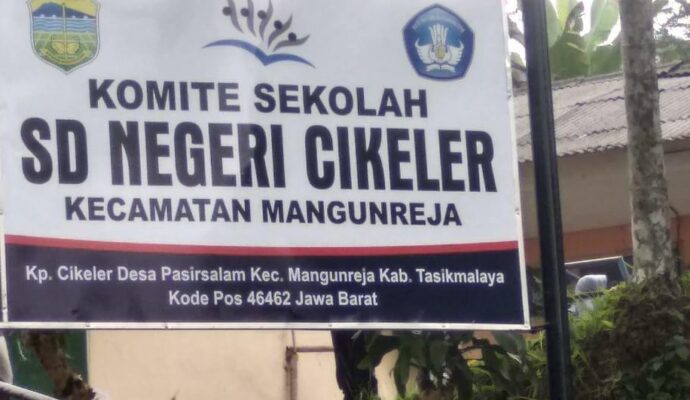 KOMITE SEKOLAH
SD NEGERI CIKELER
KECAMATAN MANGUNREJA
Kp. Cikeler Desa Pasirsalam Kec. Mangunreja Kab. Tasikmalaya
Kode Pos 46462 Jawa Barat